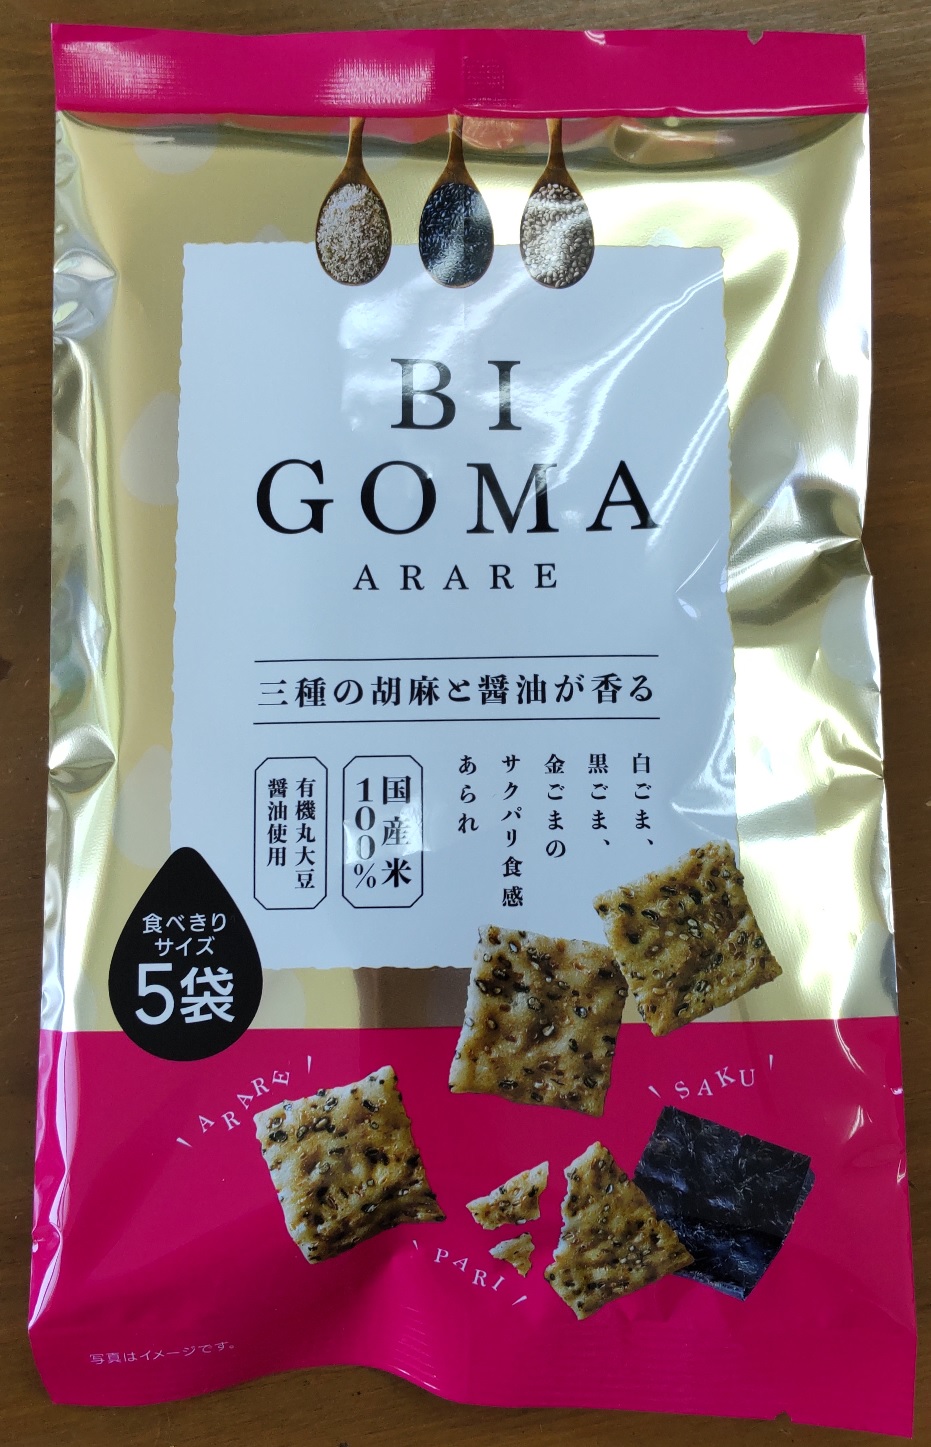 BI
GOMA
ARARE
三種の胡麻と醤油が香る
白ごま、
黒ごま、
金ごまの
サクパリ食感
あられ
国産米
100%
有機丸大豆
醤油使用
食べきり
サイズ
5袋
ARARE
SAKU
PARI
写真はイメージです。